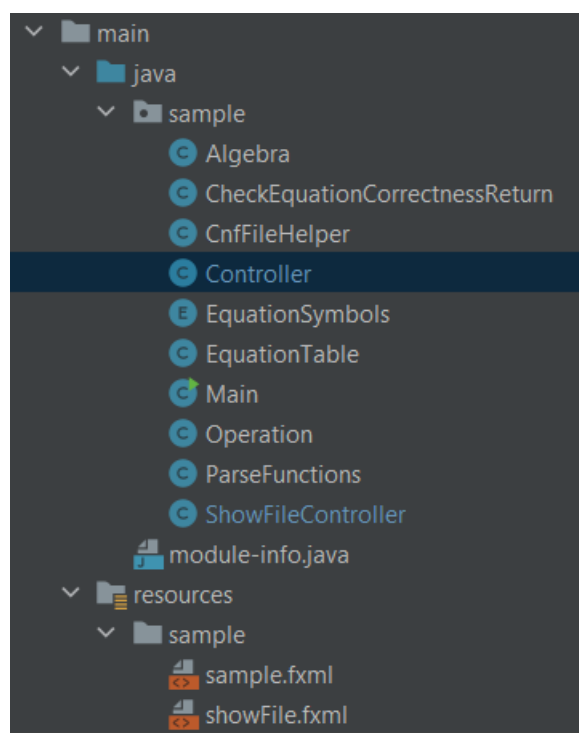 main
java
sample
C Algebra
C CheckEquationCorrectnessReturn
C CnfFileHelper
C Controller
E EquationSymbols
C EquationTable
C Main
C Operation
C ParseFunctions
C ShowFileController
J module-info.java
resources
sample
<> sample.fxml
<> showFile.fxml